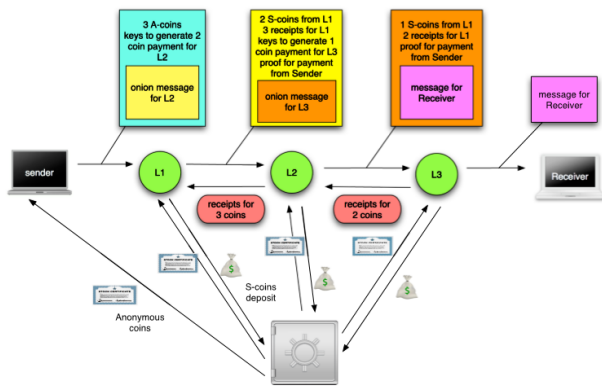 3 A-coins
keys to generate 2
coin payment for
L2
onion message
for L2
2 S-coins from L1
3 receipts for L1
keys to generate 1
coin payment for L3
proof for payment
from Sender
onion message
for L3
1 S-coins from L1
2 receipts for L1
proof for payment
from Sender
message for
Receiver
message for
Receiver
sender
L1
L2
L3
Receiver
receipts for
3 coins
receipts for
2 coins
S-coins
deposit
Anonymous
coins
$
$
$